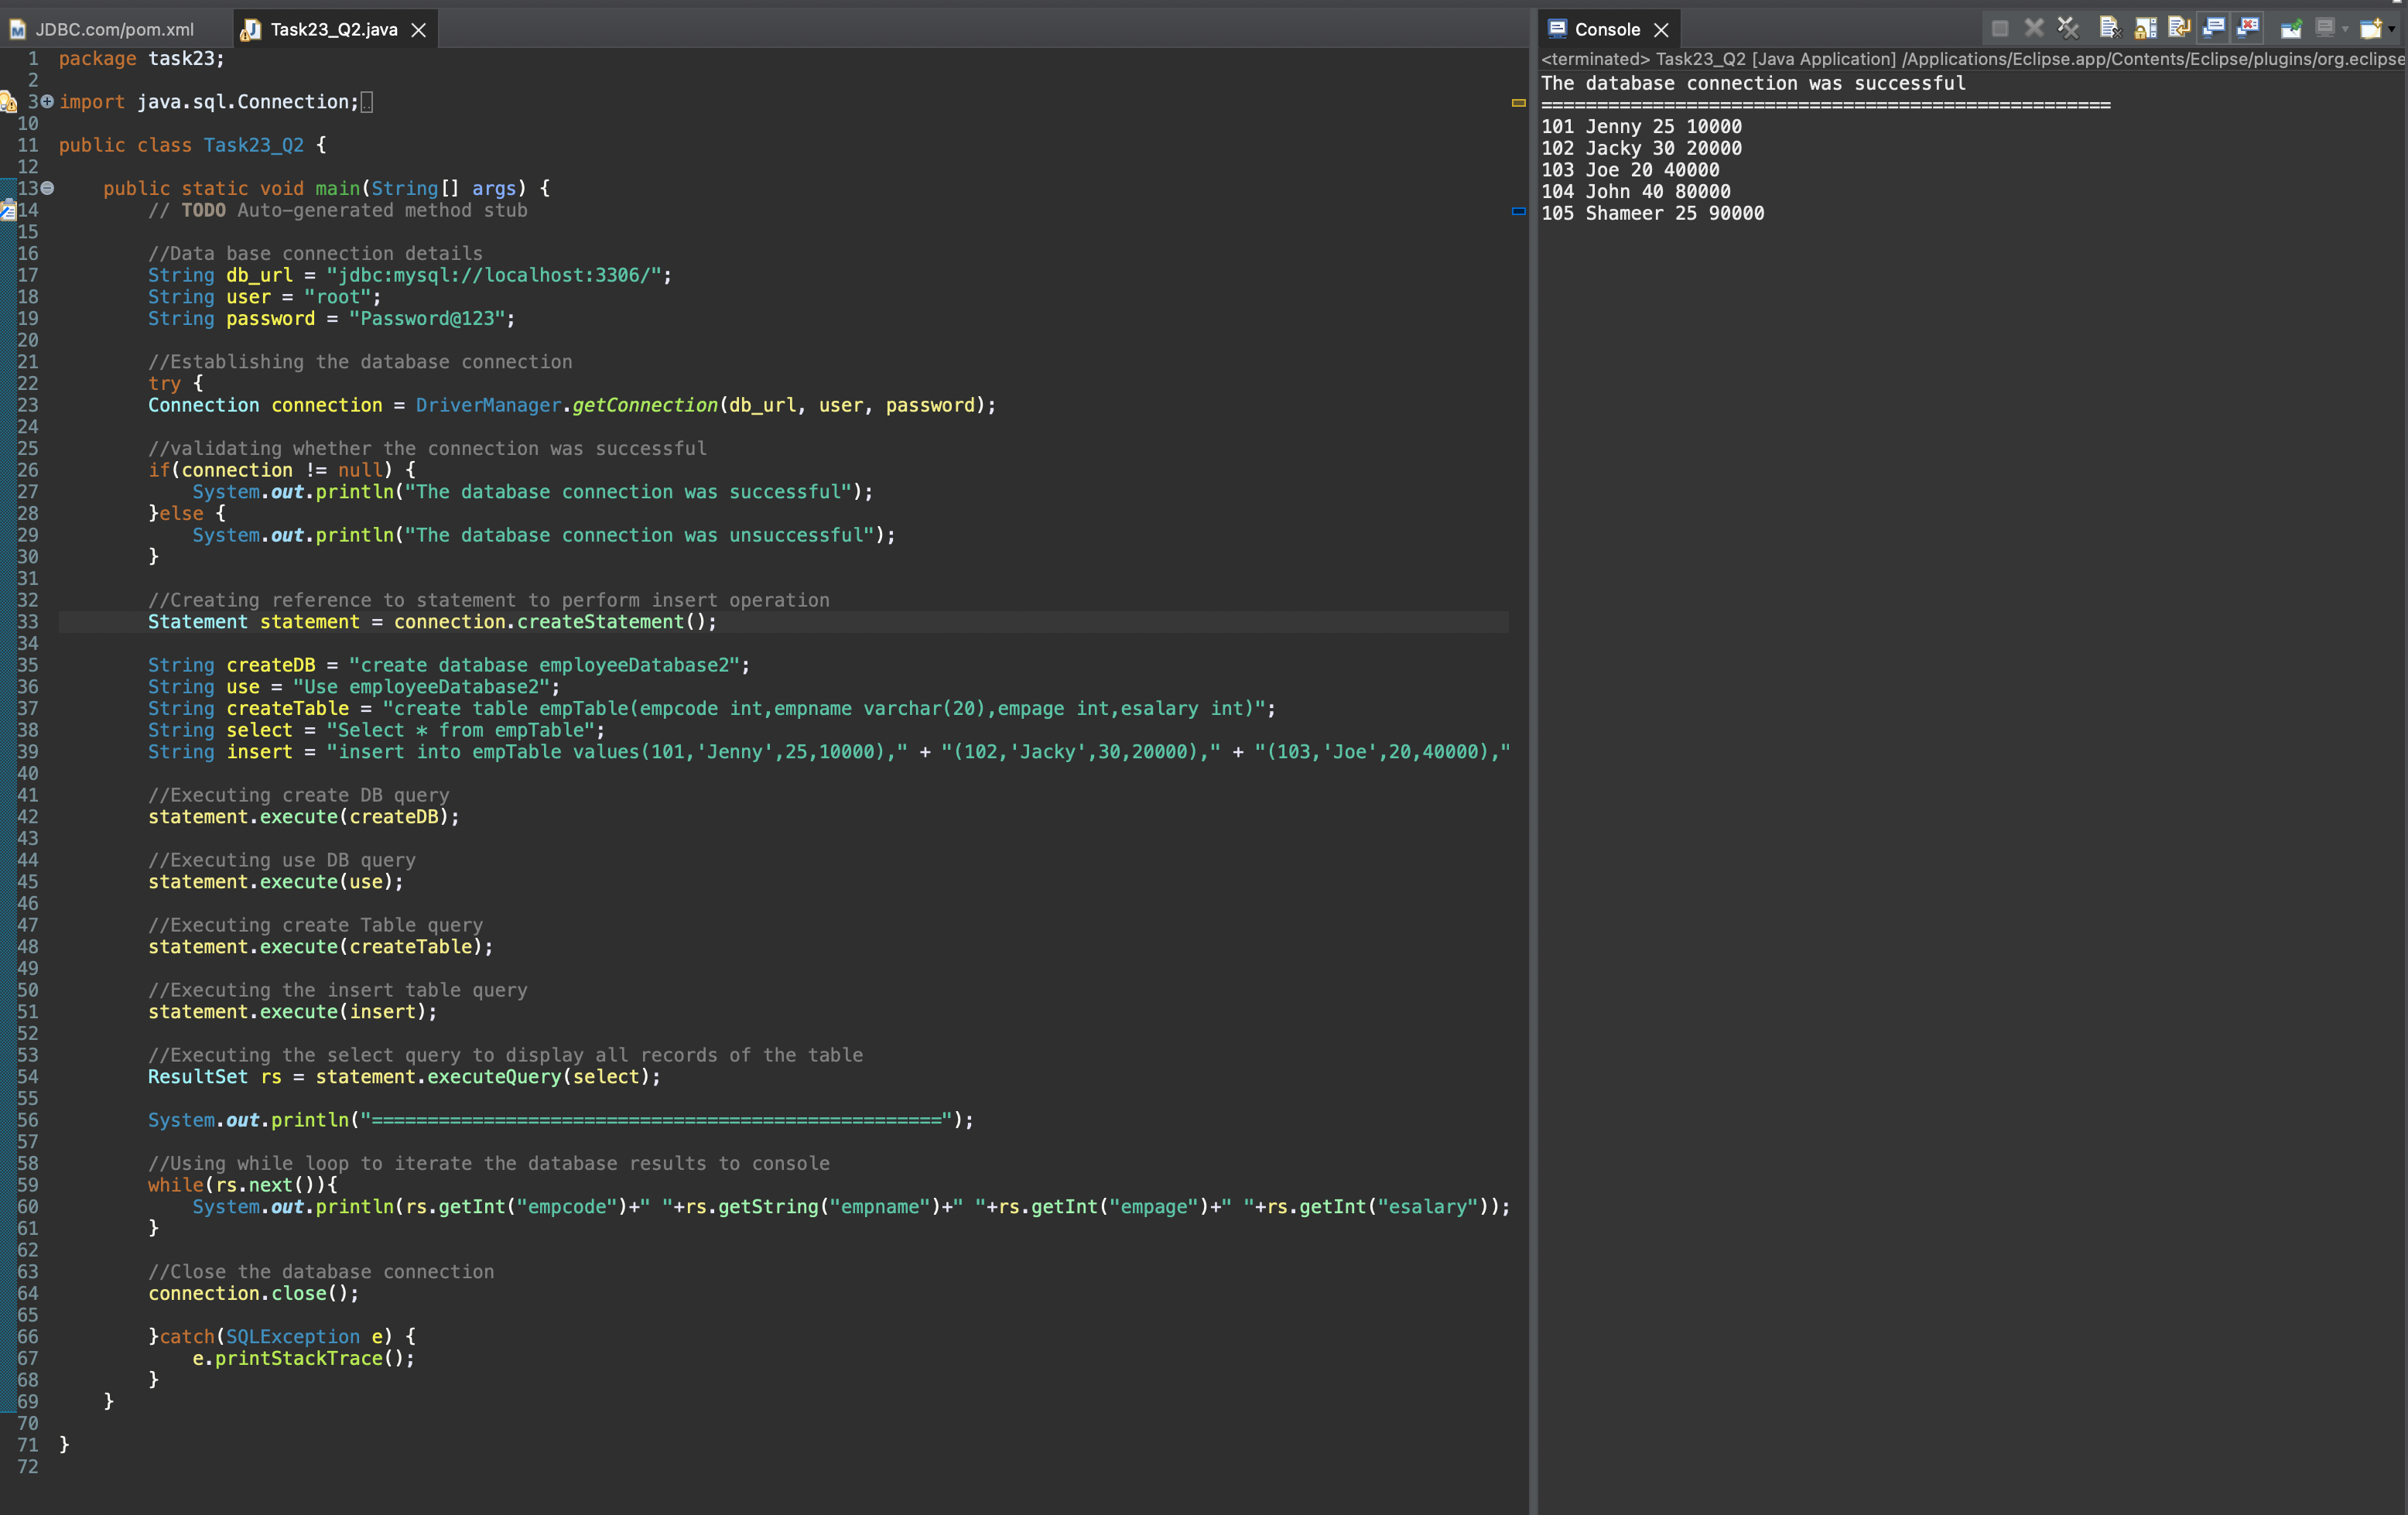 JDBC.com/pom.xml
Task23_Q2.java
1 package task23;
2
3 import java.sql.Connection;
10
11 public class Task23_Q2 {
12
13     public static void main(String[] args) {
14         // TODO Auto-generated method stub
15
16         //Data base connection details
17         String db_url = "jdbc:mysql://localhost:3306/";
18         String user = "root";
19         String password = "Password@123";
20
21         //Establishing the database connection
22         try {
23         Connection connection = DriverManager.getConnection(db_url, user, password);
24
25         //validating whether the connection was successful
26         if(connection != null) {
27             System.out.println("The database connection was successful");
28         }else {
29             System.out.println("The database connection was unsuccessful");
30         }
31
32         //Creating reference to statement to perform insert operation
33         Statement statement = connection.createStatement();
34
35         String createDB = "create database employeeDatabase2";
36         String use = "Use employeeDatabase2";
37         String createTable = "create table empTable(empcode int,empname varchar(20),empage int,esalary int)";
38         String select = "Select * from empTable";
39         String insert = "insert into empTable values(101,'Jenny',25,10000)," + "(102,'Jacky',30,20000)," + "(103,'Joe',20,40000),"
40
41         //Executing create DB query
42         statement.execute(createDB);
43
44         //Executing use DB query
45         statement.execute(use);
46
47         //Executing create Table query
48         statement.execute(createTable);
49
50         //Executing the insert table query
51         statement.execute(insert);
52
53         //Executing the select query to display all records of the table
54         ResultSet rs = statement.executeQuery(select);
55
56         System.out.println("===================================================");
57
58         //Using while loop to iterate the database results to console
59         while(rs.next()){
60             System.out.println(rs.getInt("empcode")+" "+rs.getString("empname")+" "+rs.getInt("empage")+" "+rs.getInt("esalary"));
61         }
62
63         //Close the database connection
64         connection.close();
65
66         }catch(SQLException e) {
67             e.printStackTrace();
68         }
69     }
70
71 }
72
Console
<terminated> Task23_Q2 [Java Application] /Applications/Eclipse.app/Contents/Eclipse/plugins/org.eclipse
The database connection was successful
===================================================
101 Jenny 25 10000
102 Jacky 30 20000
103 Joe 20 40000
104 John 40 80000
105 Shameer 25 90000